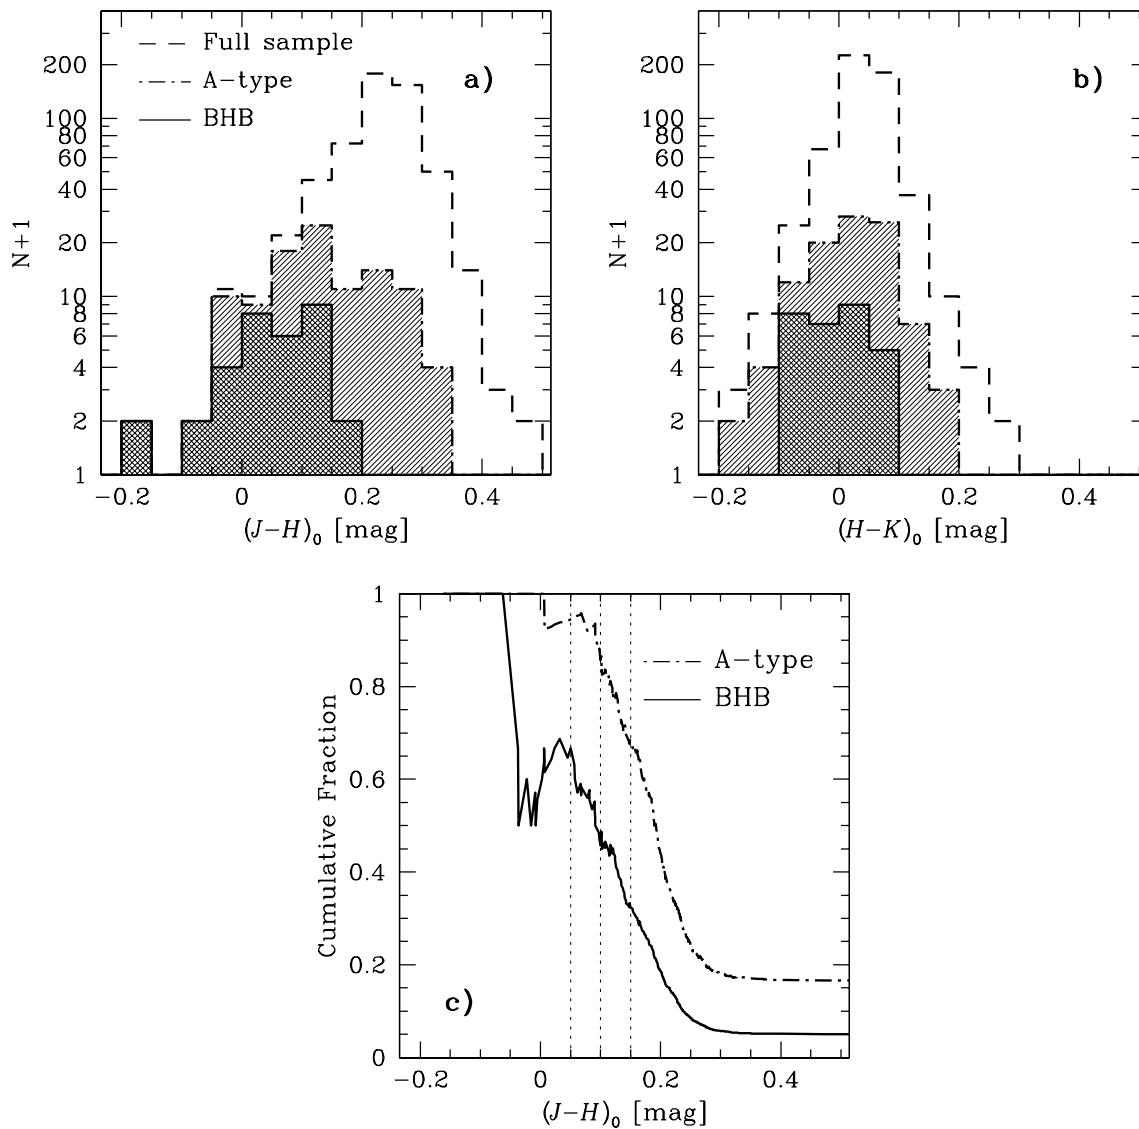 Full sample
A-type
BHB
a)
200
100
80
60
40
20
10
8
6
4
2
1
N+1
-0.2 0 0.2 0.4
(J-H)0 [mag]
b)
200
100
80
60
40
20
10
8
6
4
2
1
N+1
-0.2 0 0.2 0.4
(H-K)0 [mag]
1
0.8
0.6
0.4
0.2
0
Cumulative Fraction
A-type
BHB
c)
-0.2 0 0.2 0.4
(J-H)0 [mag]